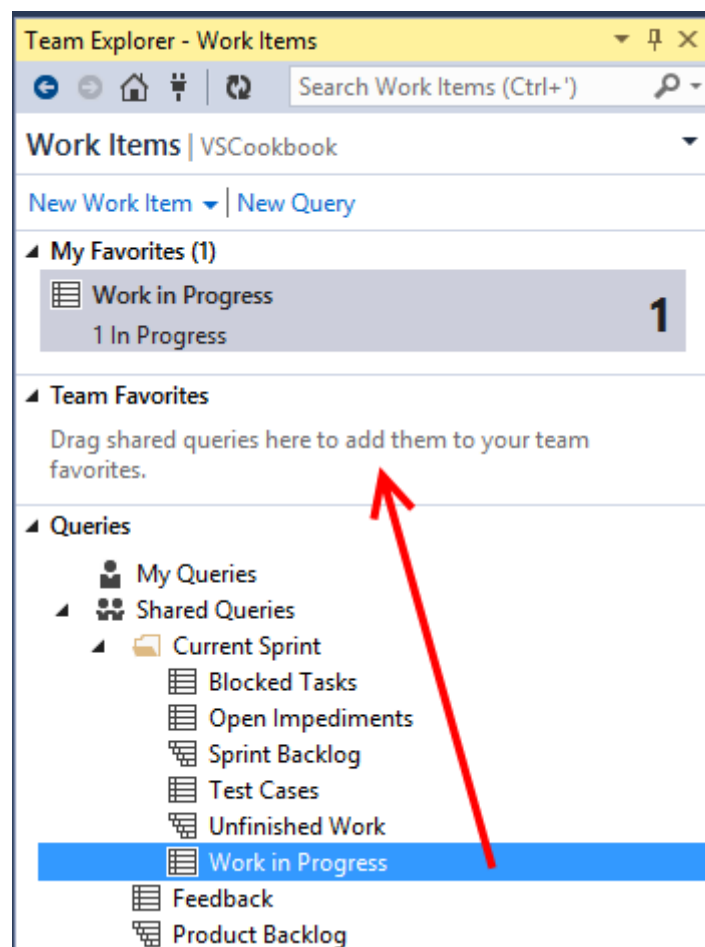 Team Explorer - Work Items
Search Work Items (Ctrl+')
Work Items | VSCookbook
New Work Item | New Query
My Favorites (1)
Work in Progress
1 In Progress
1
Team Favorites
Drag shared queries here to add them to your team
favorites.
Queries
My Queries
Shared Queries
Current Sprint
Blocked Tasks
Open Impediments
Sprint Backlog
Test Cases
Unfinished Work
Work in Progress
Feedback
Product Backlog